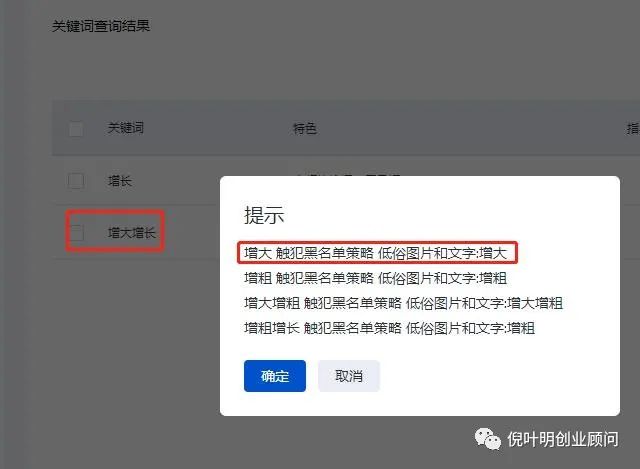 关键词查询结果
关键词 特色
增长
增大增长
提示
增大 触犯黑名单策略 低俗图片和文字:增大
增粗 触犯黑名单策略 低俗图片和文字:增粗
增大增粗 触犯黑名单策略 低俗图片和文字:增大增粗
增粗增长 触犯黑名单策略 低俗图片和文字:增粗
确定 取消
倪叶明创业顾问